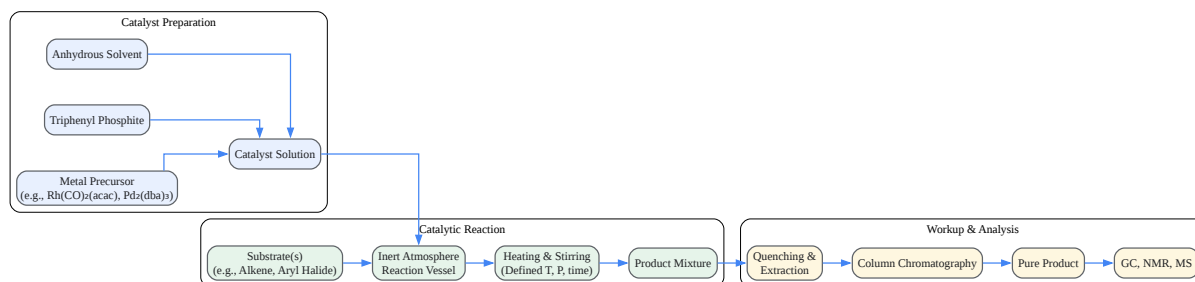 Catalyst Preparation
Anhydrous Solvent
Triphenyl Phosphite
Catalyst Solution
Metal Precursor
(e.g., Rh(CO)₂(acac), Pd₂(dba)₃)
Catalytic Reaction
Substrate(s)
(e.g., Alkene, Aryl Halide)
Inert Atmosphere
Reaction Vessel
Heating & Stirring
(Defined T, P, time)
Product Mixture
Workup & Analysis
Quenching &
Extraction
Column Chromatography
Pure Product
GC, NMR, MS